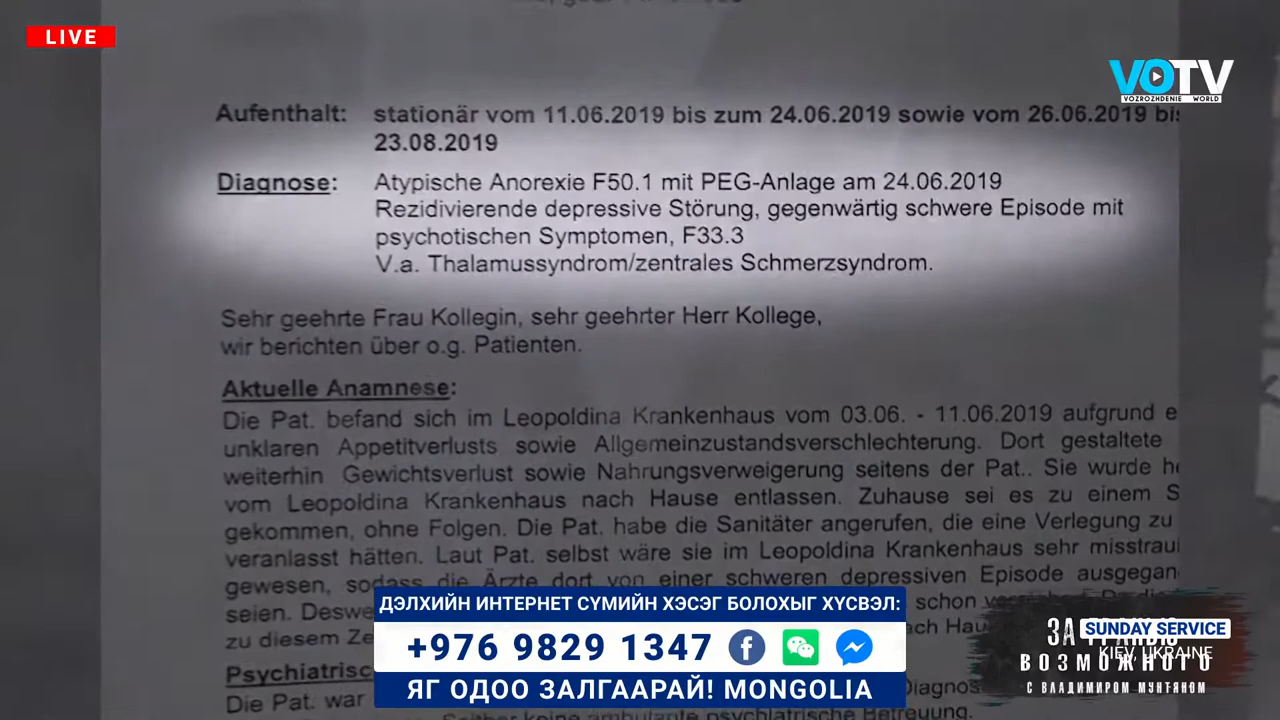 LIVE
VOTV
VOZROZHDENIE WORLD
Aufenthalt: stationär vom 11.06.2019 bis zum 24.06.2019 sowie vom 26.06.2019
23.08.2019
Diagnose: Atypische Anorexie F50.1 mit PEG-Anlage am 24.06.2019
Rezidivierende depressive Störung, gegenwärtig schwere Episode mit
psychotischen Symptomen, F33.3
V.a. Thalamussyndrom/zentrales Schmerzsyndrom.
Sehr geehrte Frau Kollegin, sehr geehrter Herr Kollege,
wir berichten über o.g. Patienten.
Aktuelle Anamnese:
Die Pat. befand sich im Leopoldina Krankenhaus vom 03.06. - 11.06.2019 aufgrund
unklaren Appetitverlusts sowie Allgemeinzustandsverschlechterung. Dort gestaltete
weiterhin Gewichtsverlust sowie Nahrungsverweigerung seitens der Pat.. Sie wurde
vom Leopoldina Krankenhaus nach Hause entlassen. Zuhause sei es zu einem
gekommen, ohne Folgen. Die Pat. habe die Sanitäter angerufen, die eine Verlegung zu
veranlasst hätten. Laut Pat. selbst wäre sie im Leopoldina Krankenhaus sehr
gewesen, sodass die Ärzte dort von einer schweren depressiven Episode
seien. schon
zu diesem
Die Pat. war
keine ambulante psychiatrische Betreuung.
ДЭЛХИЙН ИНТЕРНЕТ СҮМИЙН ХЭСЭГ БОЛОХЫГ ХҮСВЭЛ:
+976 9829 1347
ЯГ ОДОО ЗАЛГААРАЙ! MONGOLIA
SUNDAY SERVICE
KIEV, UKRAINE
ВОЗМОЖНОГО
С ВЛАДИМИРОМ МУНТЯНОМ